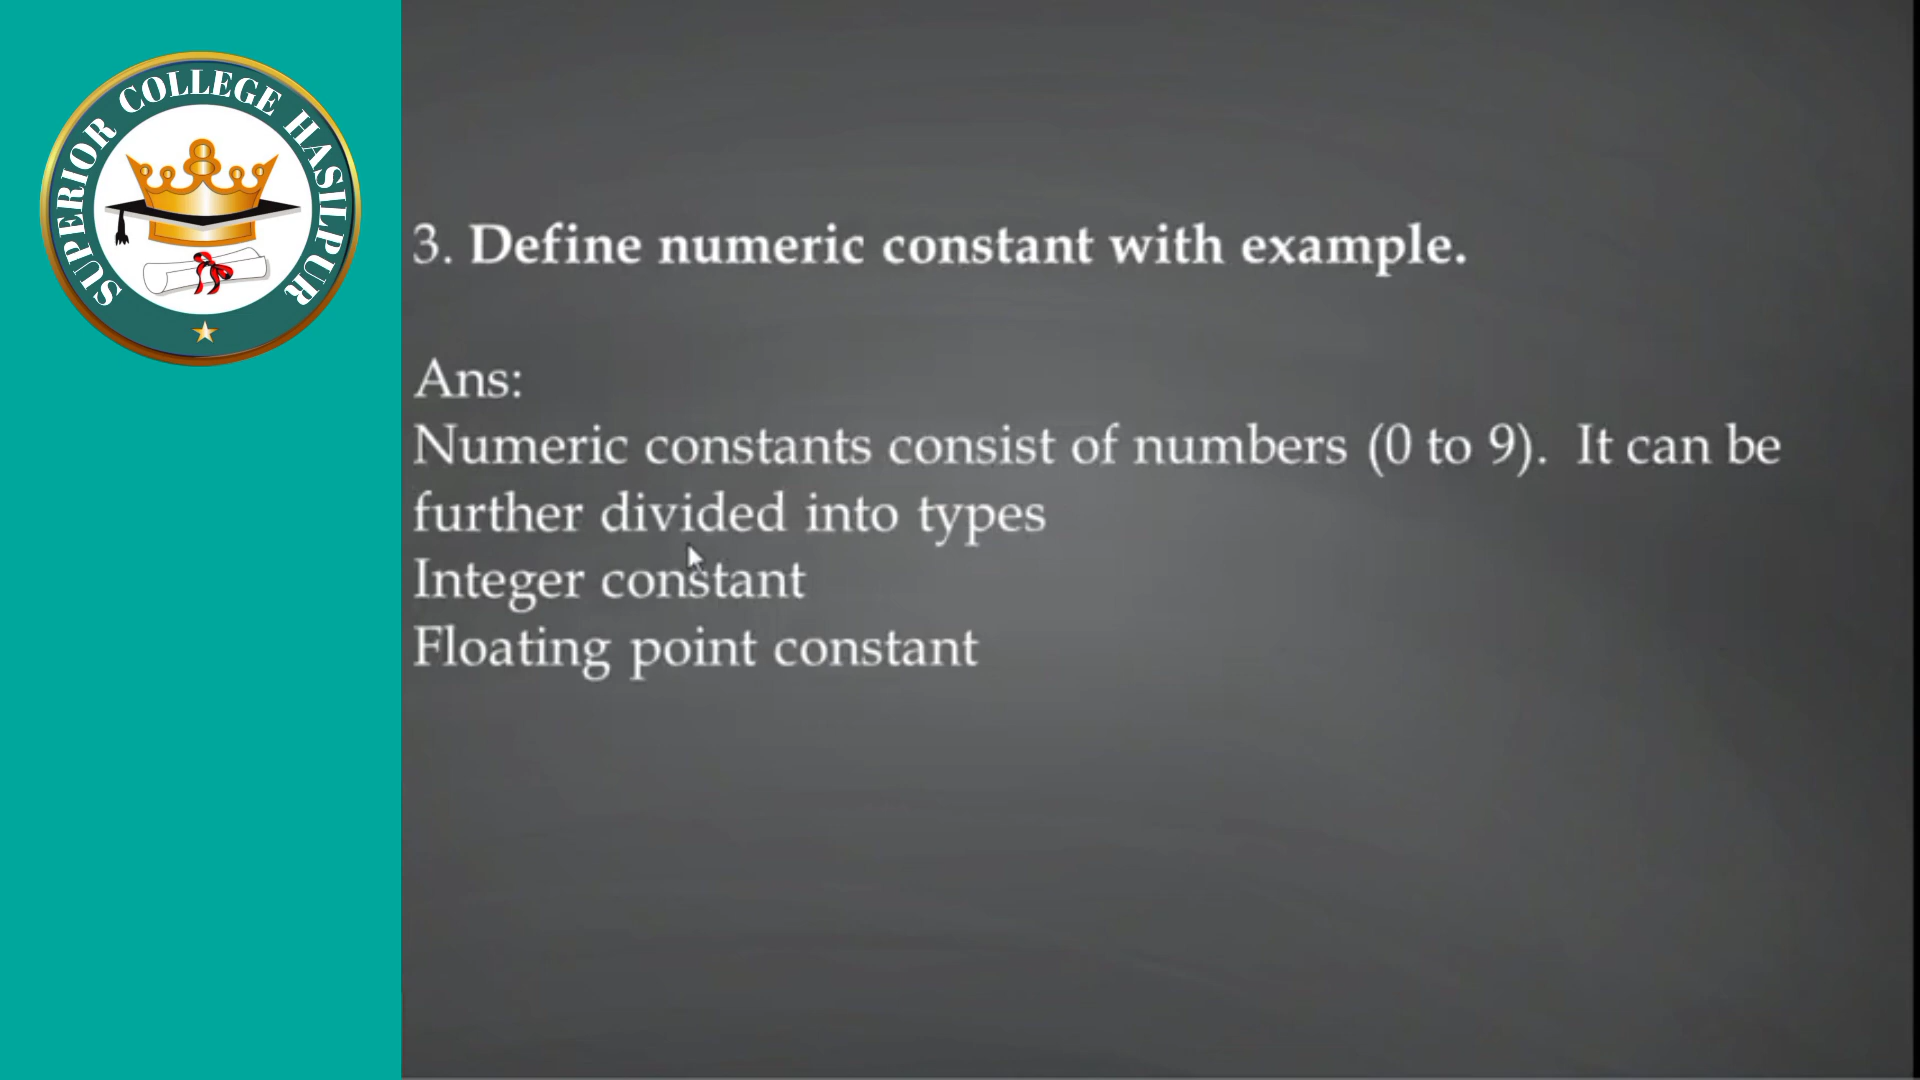 SUPERIOR COLLEGE HASILPUR
3. Define numeric constant with example.
Ans:
Numeric constants consist of numbers (0 to 9).  It can be
further divided into types
Integer constant
Floating point constant